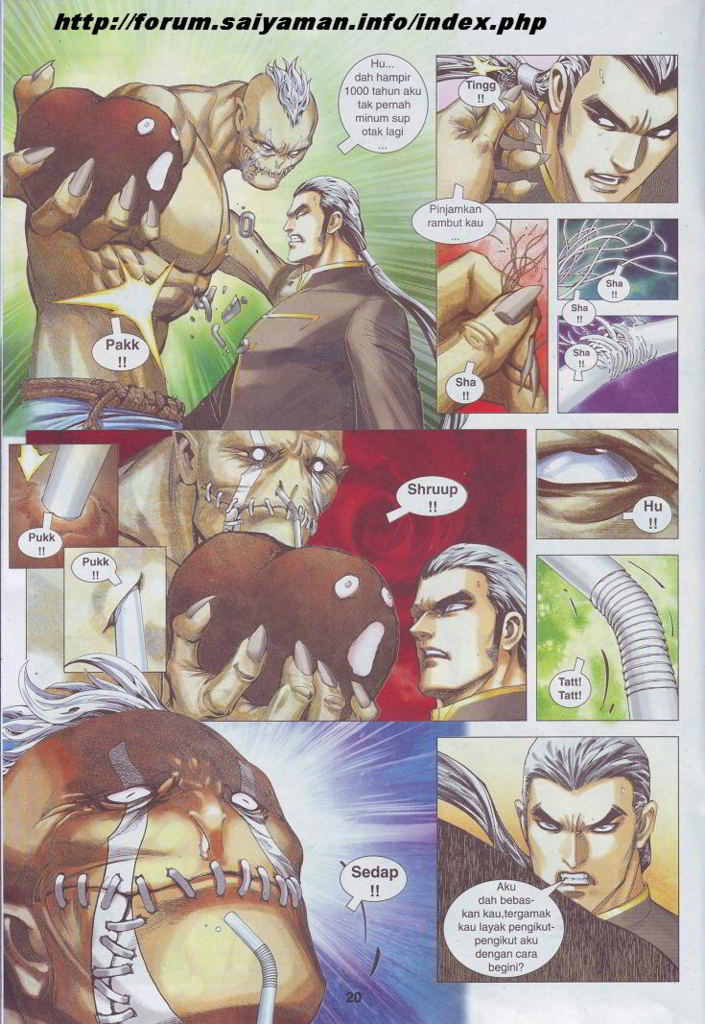 http://forum.saiyaman.info/index.php
Hu...
dah hampir
1000 tahun aku
tak pernah
minum sup
otak lagi
...
Pakk
!!
Tingg
!!
Pinjamkan
rambut kau
...
Sha
!!
Sha
!!
Sha
!!
Sha
!!
Pukk
!!
Pukk
!!
Shruup
!!
Hu
!!
Tatt!
Tatt!
Sedap
!!
Aku
dah bebas-
kan kau,tergamak
kau layak pengikut-
pengikut aku
dengan cara
begini?
20